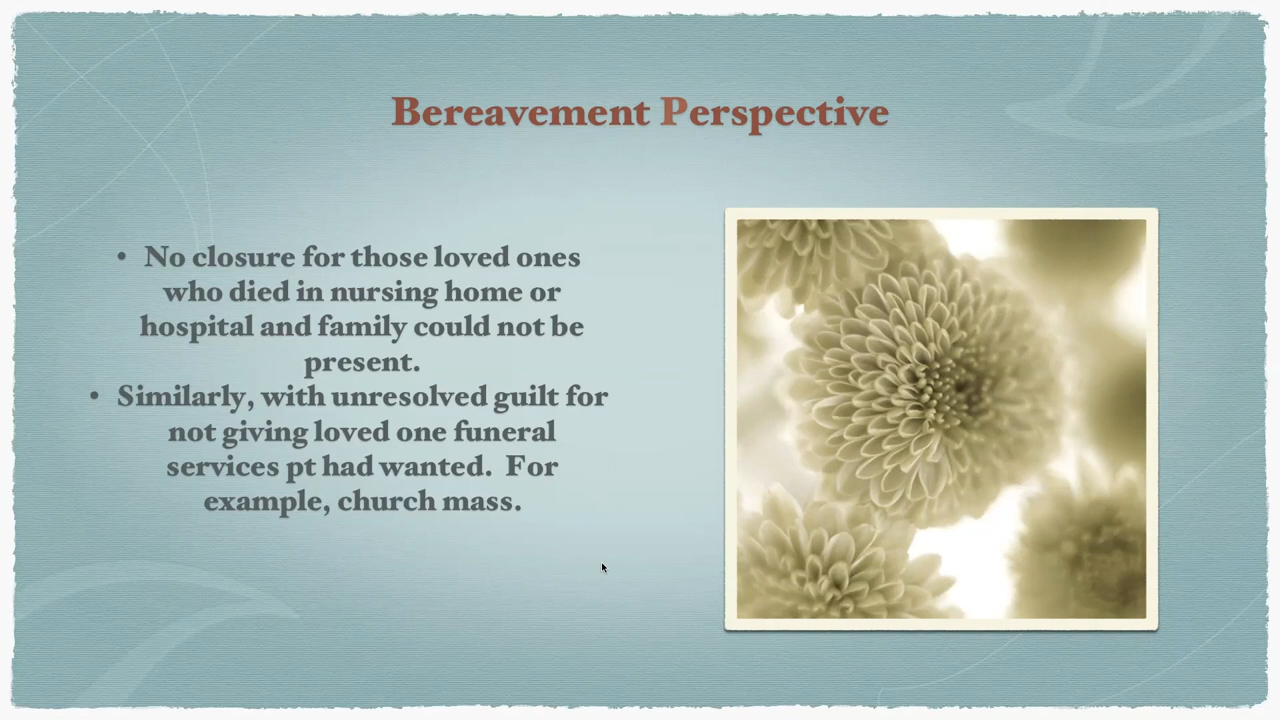 Bereavement Perspective
• No closure for those loved ones
who died in nursing home or
hospital and family could not be
present.
• Similarly, with unresolved guilt for
not giving loved one funeral
services pt had wanted.  For
example, church mass.